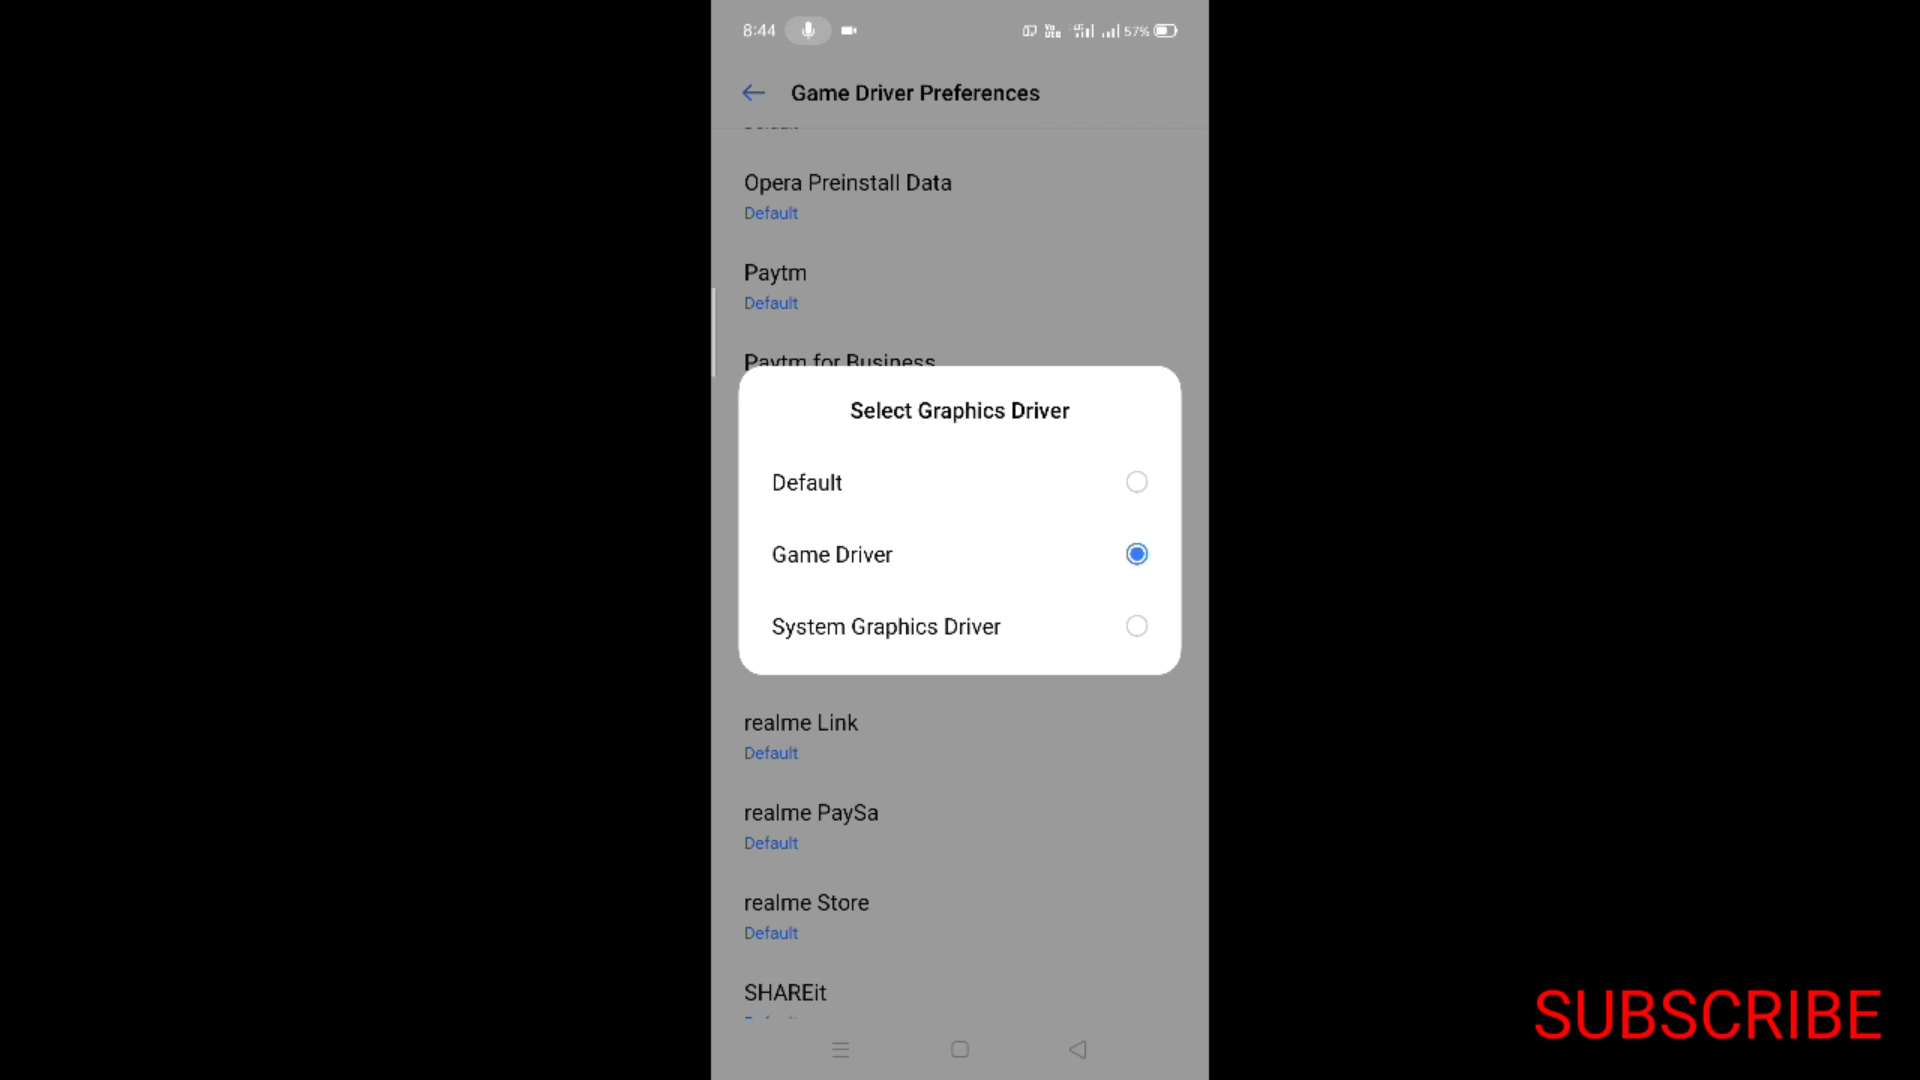 8:44 57%
Game Driver Preferences
Opera Preinstall Data
Default
Paytm
Default
Paytm for Business
Select Graphics Driver
Default
Game Driver
System Graphics Driver
realme Link
Default
realme PaySa
Default
realme Store
Default
SHAREit
SUBSCRIBE